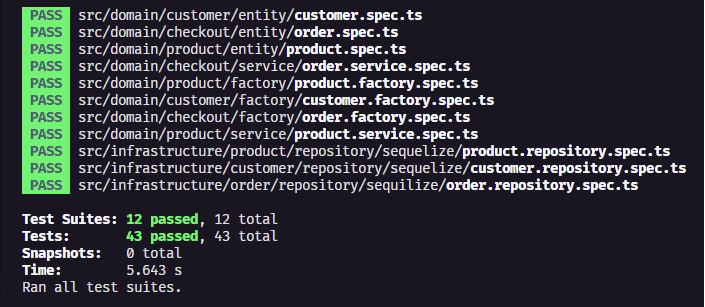 PASS src/domain/customer/entity/customer.spec.ts
PASS src/domain/checkout/entity/order.spec.ts
PASS src/domain/product/entity/product.spec.ts
PASS src/domain/checkout/service/order.service.spec.ts
PASS src/domain/product/factory/product.factory.spec.ts
PASS src/domain/customer/factory/customer.factory.spec.ts
PASS src/domain/checkout/factory/order.factory.spec.ts
PASS src/domain/product/service/product.service.spec.ts
PASS src/infrastructure/product/repository/sequelize/product.repository.spec.ts
PASS src/infrastructure/customer/repository/sequelize/customer.repository.spec.ts
PASS src/infrastructure/order/repository/sequilize/order.repository.spec.ts
Test Suites: 12 passed, 12 total
Tests: 43 passed, 43 total
Snapshots: 0 total
Time: 5.643 s
Ran all test suites.